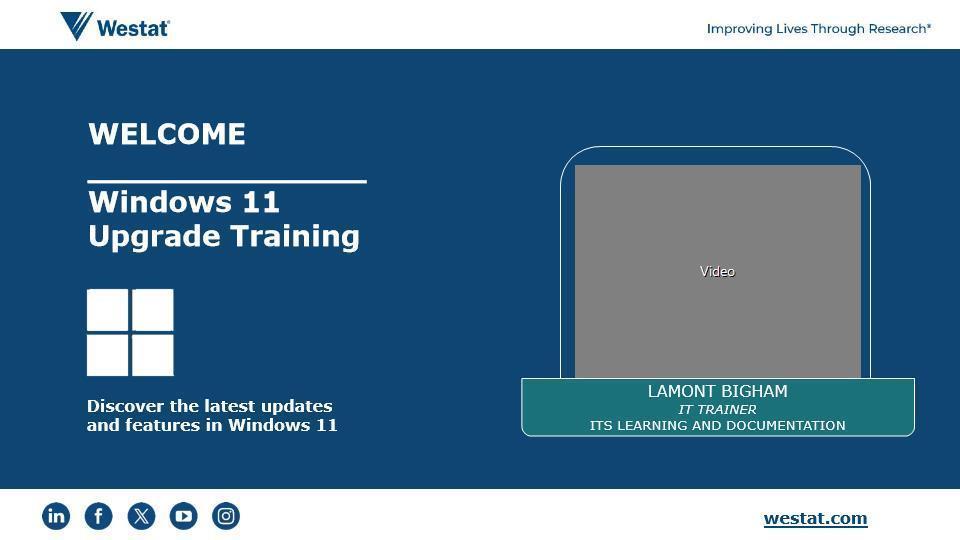 Westat®
Improving Lives Through Research®
WELCOME
Windows 11
Upgrade Training
Discover the latest updates
and features in Windows 11
Video
LAMONT BIGHAM
IT TRAINER
ITS LEARNING AND DOCUMENTATION
westat.com